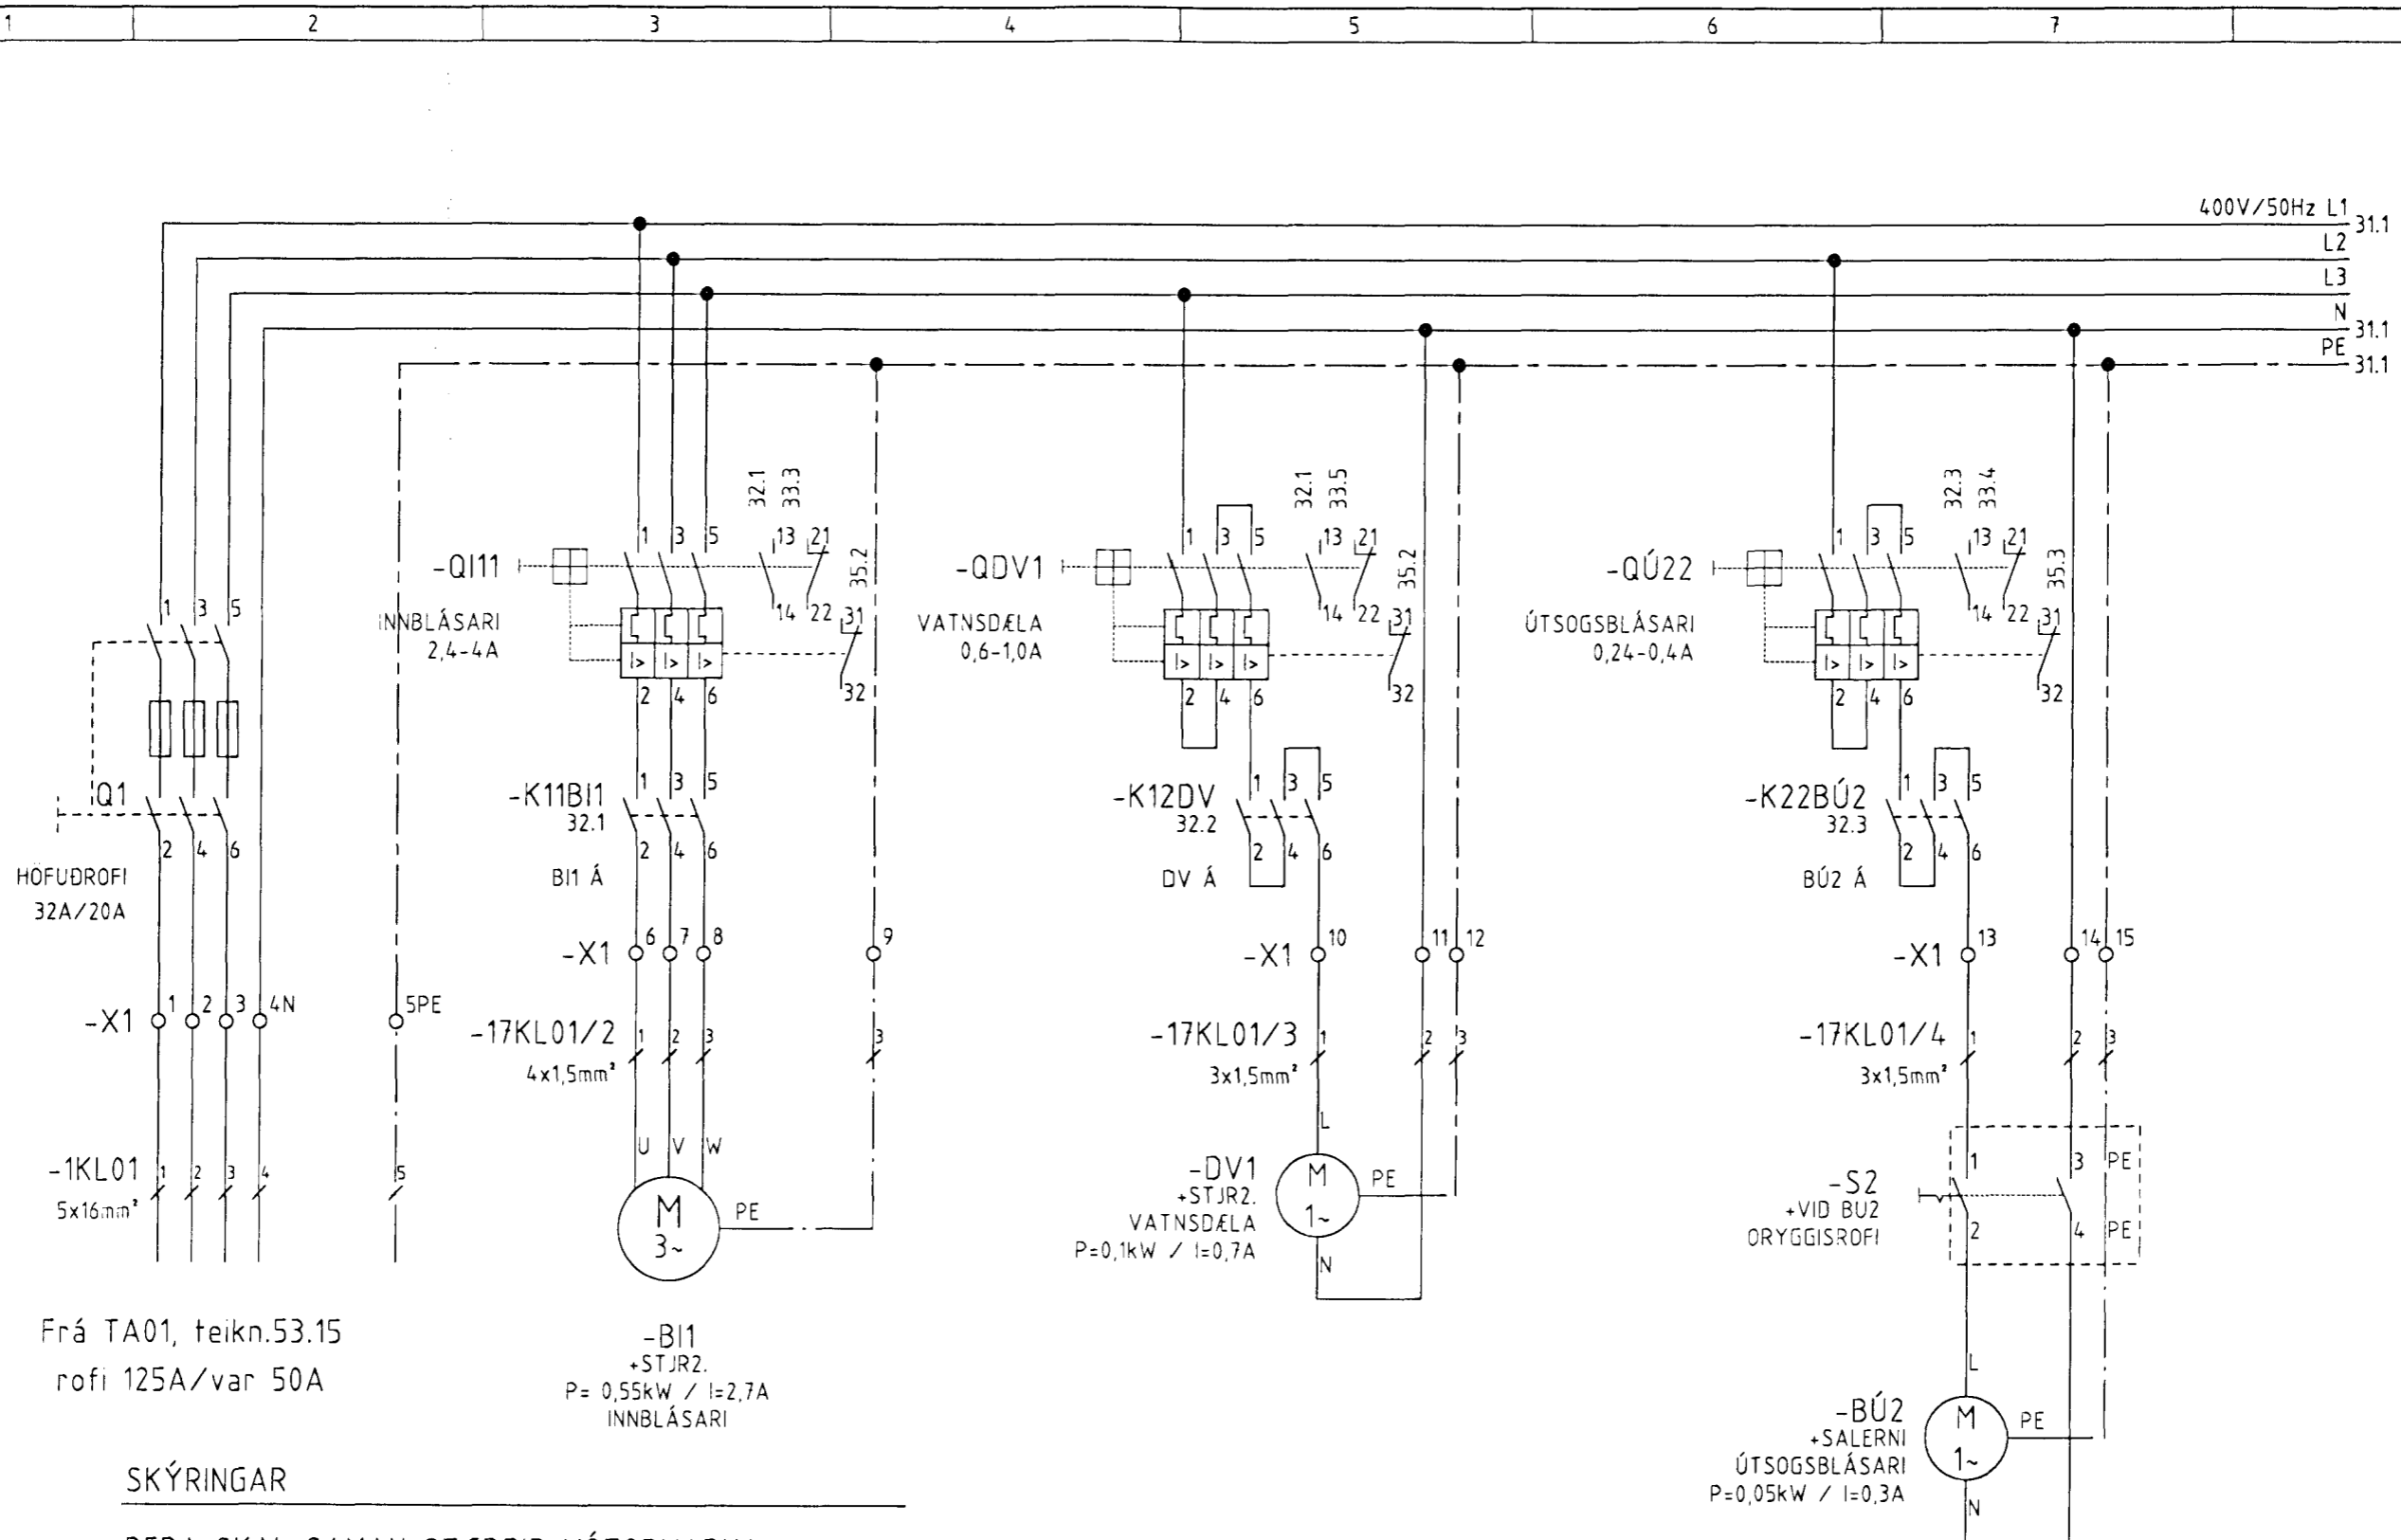 1 2 3 4 5 6 7
400V/50Hz L1 31.1
L2
L3
N 31.1
PE 31.1
1 3 5
Q1
2 4 6
HÖFUÐROFI
32A/20A
-X1 1 2 3 4N 5PE
-1KL01 1 2 3 4 5
5x16mm²
Frá TA01, teikn.53.15
rofi 125A/var 50A
32.1 33.3
1 3 5 13 21
-QI11 35.2
INNBLÁSARI 14 22 31
2,4-4A I> I> I>
2 4 6 32
1 3 5
-K11BI1
32.1
2 4 6
BI1 Á
-X1 6 7 8 9
-17KL01/2 1 2 3 3
4x1,5mm²
U V W
M
3~ PE
-BI1
+STJR2.
P= 0,55kW / I=2,7A
INNBLÁSARI
32.1 33.5
1 3 5 13 21
-QDV1 35.2
VATNSDÆLA 14 22 31
0,6-1,0A I> I> I>
2 4 6 32
1 3 5
-K12DV
32.2
2 4 6
DV Á
-X1 10 11 12
-17KL01/3 1 2 3
3x1,5mm²
L
-DV1 M PE
+STJR2.
VATNSDÆLA 1~
P=0,1kW / I=0,7A
N
32.3 33.4
1 3 5 13 21
-QÚ22 35.3
ÚTSOGSBLÁSARI 14 22 31
0,24-0,4A I> I> I>
2 4 6 32
1 3 5
-K22BÚ2
32.3
2 4 6
BÚ2 Á
-X1 13 14 15
-17KL01/4 1 2 3
3x1,5mm²
1 3 PE
-S2
+VID BU2
ORYGGISROFI 2 4 PE
L
-BÚ2 M PE
+SALERNI
ÚTSOGSBLÁSARI 1~
P=0,05kW / I=0,3A
N
SKÝRINGAR